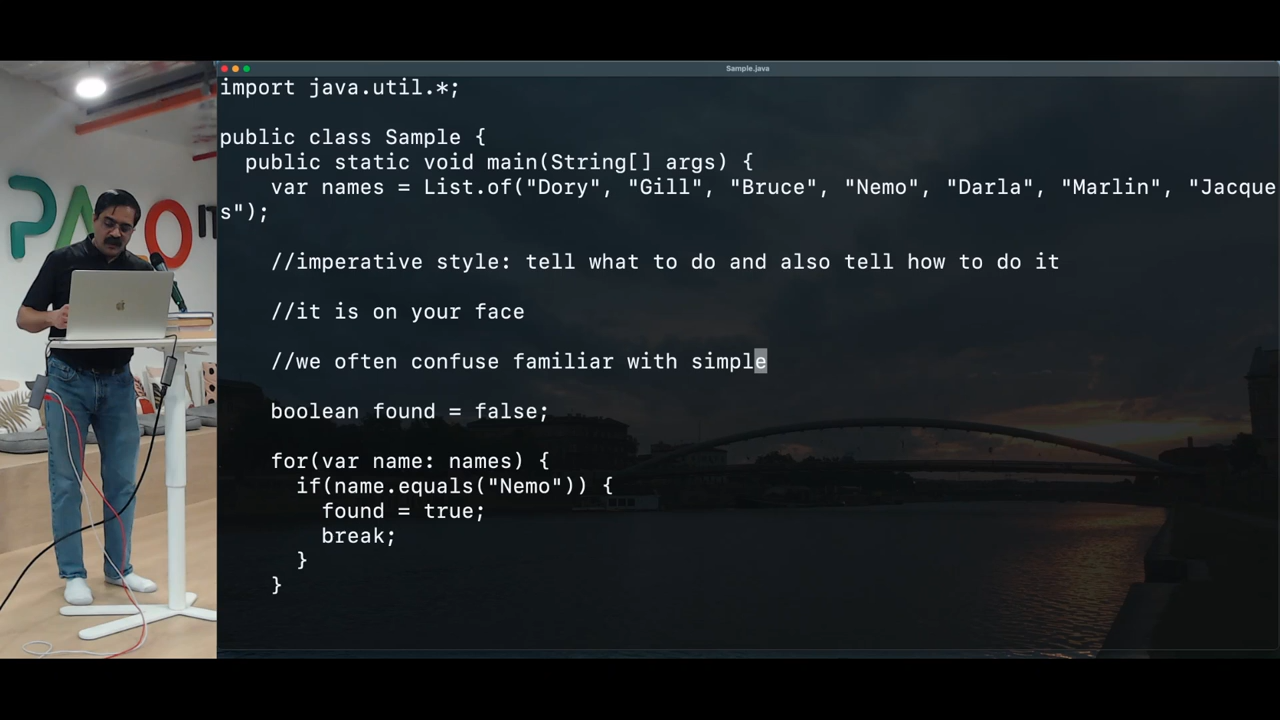 Sample.java
import java.util.*;
public class Sample {
public static void main(String[] args) {
var names = List.of("Dory", "Gill", "Bruce", "Nemo", "Darla", "Marlin", "Jacque
s");
//imperative style: tell what to do and also tell how to do it
//it is on your face
//we often confuse familiar with simple
boolean found = false;
for(var name: names) {
if(name.equals("Nemo")) {
found = true;
break;
}
}